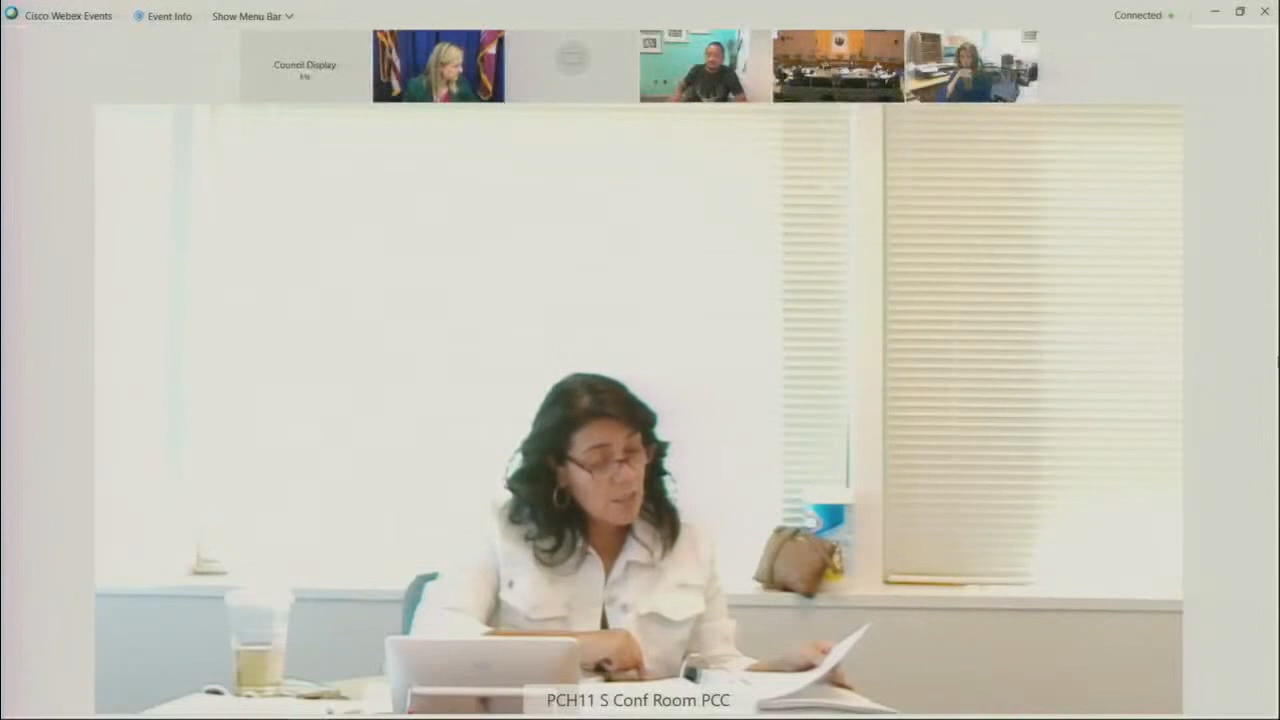 Cisco Webex Events
Event Info
Show Menu Bar
Connected
Council Display
PCH11 S Conf Room PCC